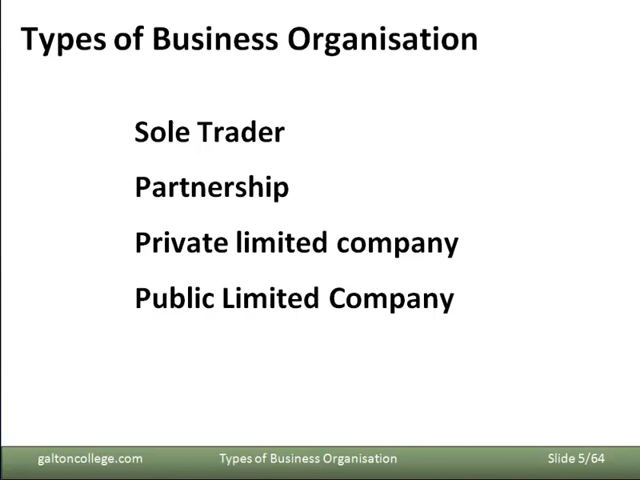 Types of Business Organisation
Sole Trader
Partnership
Private limited company
Public Limited Company
galtoncollege.com Types of Business Organisation Slide 5/64